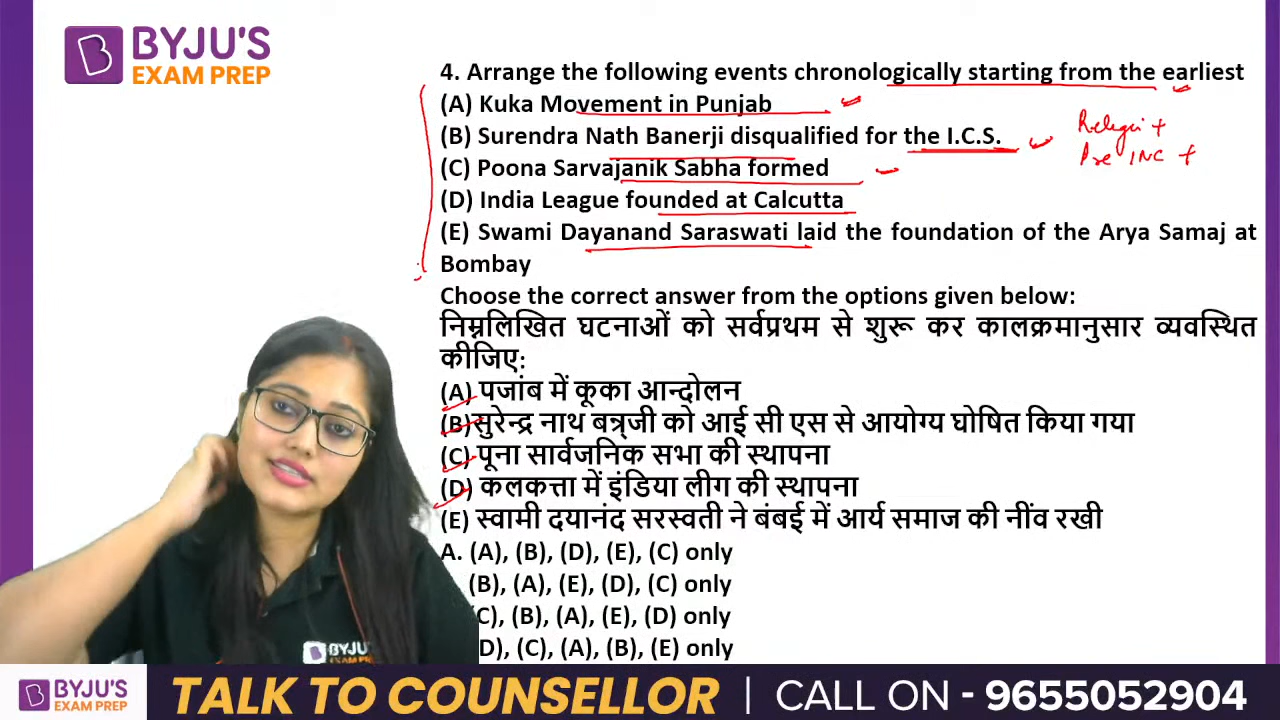 BYJU'S
EXAM PREP
4. Arrange the following events chronologically starting from the earliest
(A) Kuka Movement in Punjab
(B) Surendra Nath Banerji disqualified for the I.C.S.
(C) Poona Sarvajanik Sabha formed
(D) India League founded at Calcutta
(E) Swami Dayanand Saraswati laid the foundation of the Arya Samaj at
Bombay
Pre INC +
Choose the correct answer from the options given below:
निम्नलिखित घटनाओं को सर्वप्रथम से शुरू कर कालक्रमानुसार व्यवस्थित
कीजिए:
(A) पजांब में कूका आन्दोलन
(B) सुरेन्द्र नाथ को आई सी एस से आयोग्य घोषित किया गया
(C) पूना सार्वजनिक सभा की स्थापना
(D) कलकत्ता में इंडिया लीग की स्थापना
(E) स्वामी दयानंद सरस्वती ने बंबई में आर्य समाज की नींव रखी
A. (A), (B), (D), (E), (C) only
(B), (A), (E), (D), (C) only
C), (B), (A), (E), (D) only
D), (C), (A), (B), (E) only
BYJU'S
EXAM PREP
BYJU'S
EXAM PREP
TALK TO COUNSELLOR | CALL ON - 9655052904